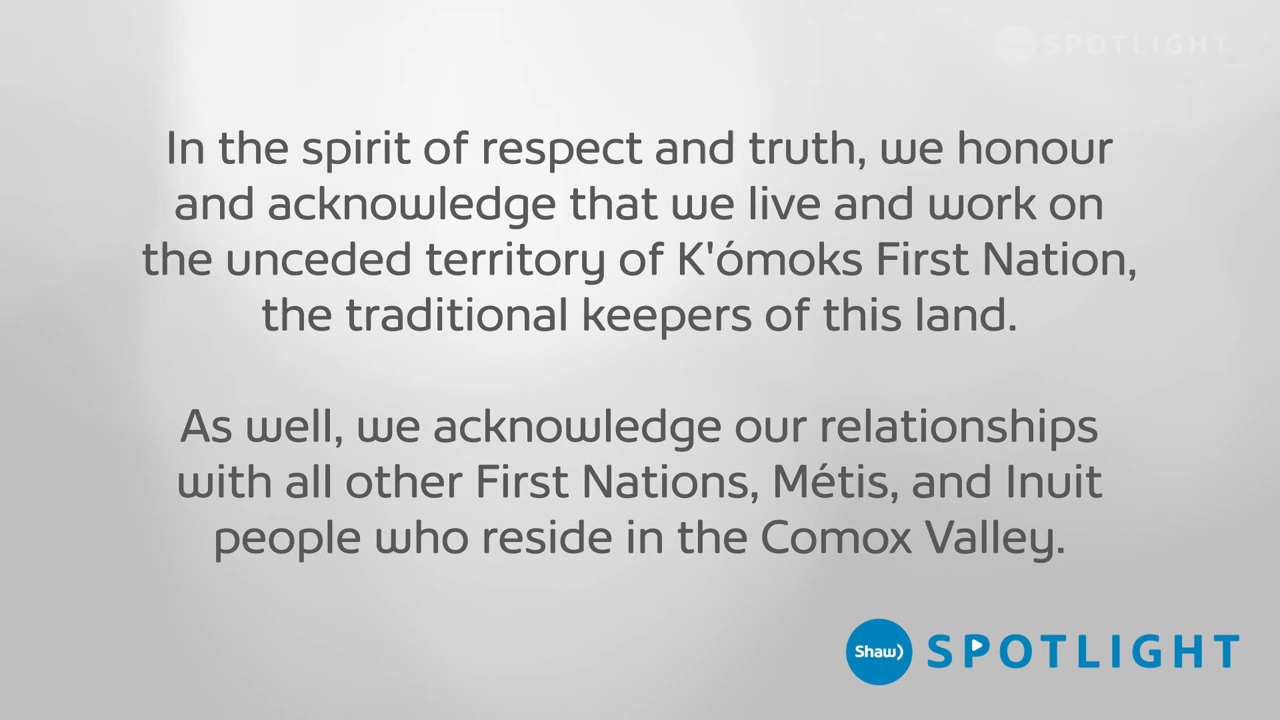 SPOTLIGHT
In the spirit of respect and truth, we honour
and acknowledge that we live and work on
the unceded territory of K'ómoks First Nation,
the traditional keepers of this land.
As well, we acknowledge our relationships
with all other First Nations, Métis, and Inuit
people who reside in the Comox Valley.
Shaw) SPOTLIGHT